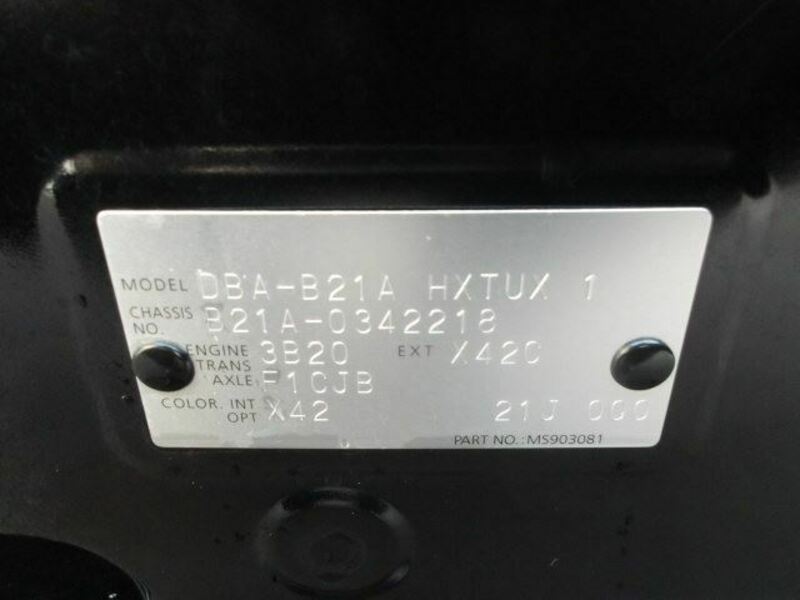 MODEL DBA-B21A HXTUX 1
CHASSIS NO. B21A-0342218
ENGINE 3B20 EXT X42C
TRANS AXLE F1CJB
COLOR. INT OPT X42 21J 000
PART NO.: MS903081